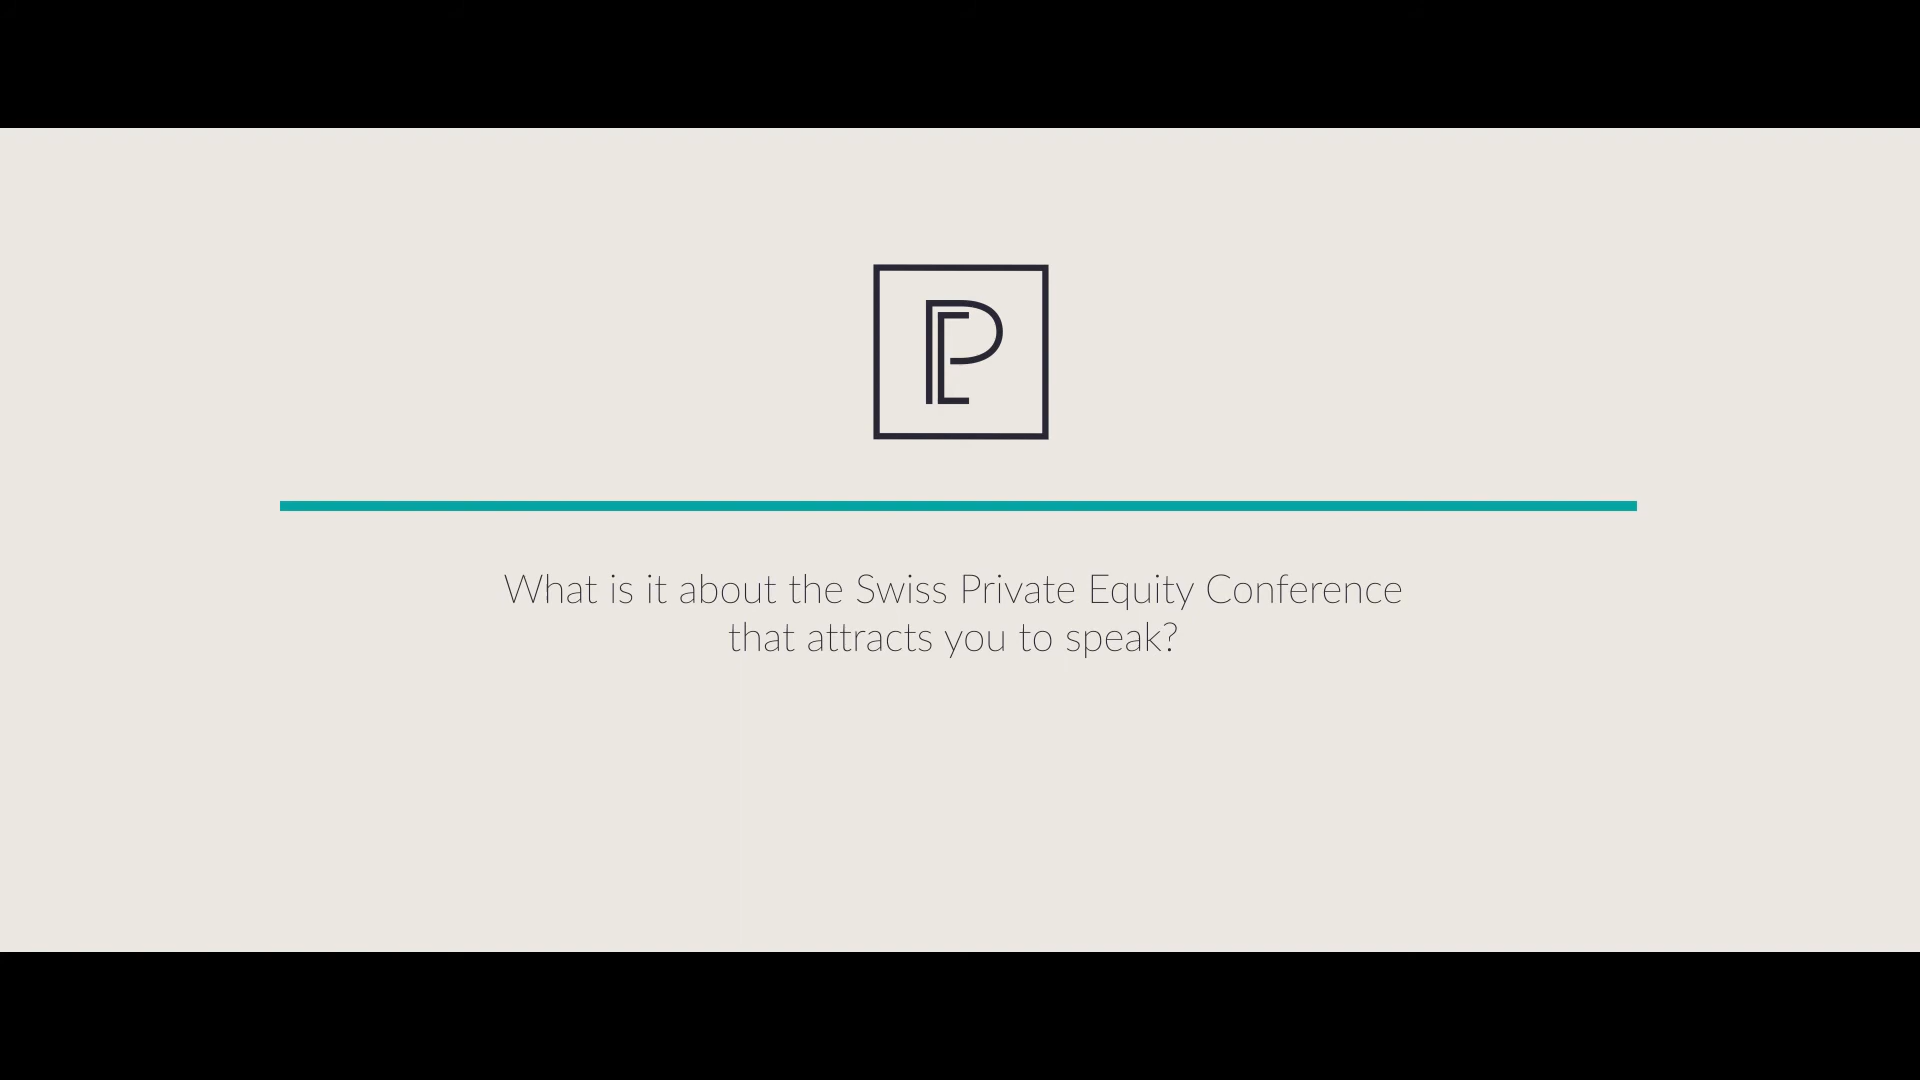 What is it about the Swiss Private Equity Conference
that attracts you to speak?